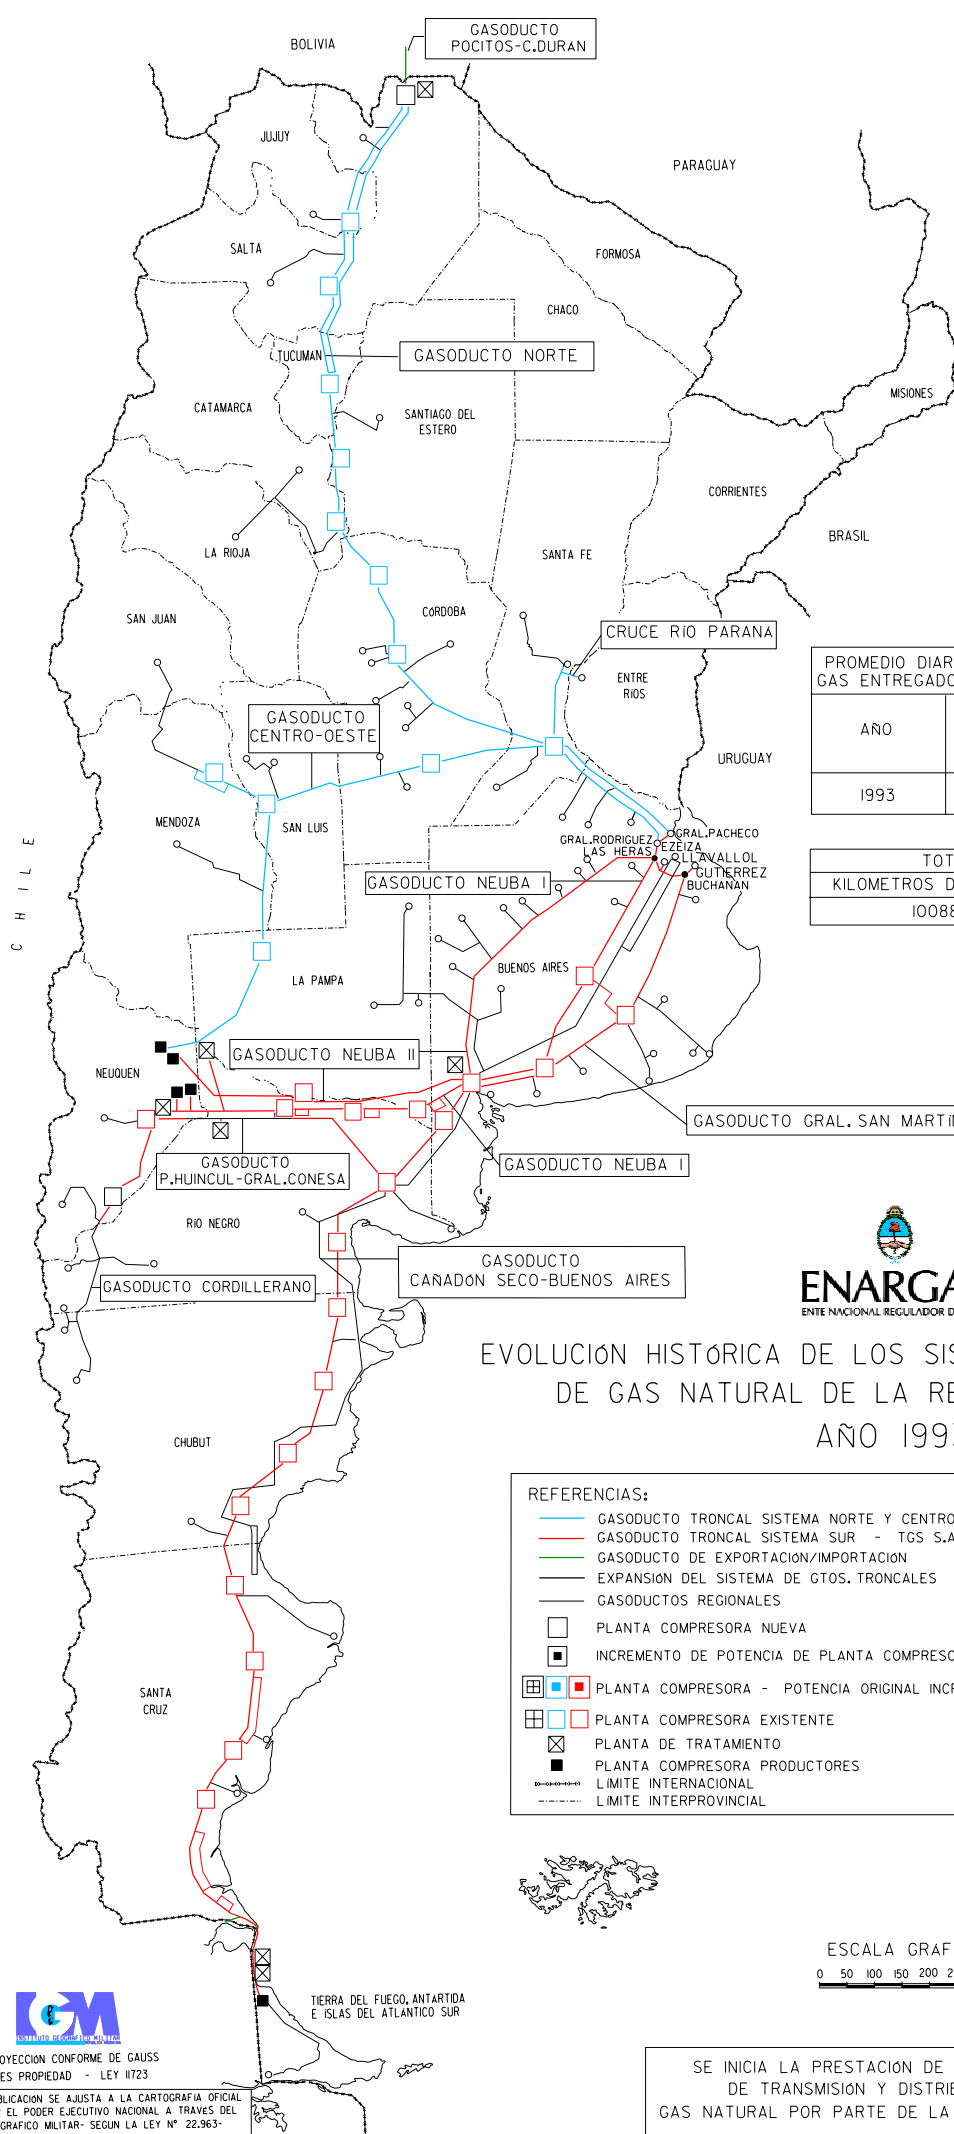 GASODUCTO
POCITOS-C.DURAN
BOLIVIA
JUJUY
PARAGUAY
SALTA
FORMOSA
CHACO
TUCUMAN
GASODUCTO NORTE
MISIONES
CATAMARCA
SANTIAGO DEL
ESTERO
CORRIENTES
BRASIL
LA RIOJA
SANTA FE
SAN JUAN
CÓRDOBA
CRUCE RÍO PARANÁ
PROMEDIO DIAR
GAS ENTREGADO
ENTRE
RÍOS
GASODUCTO
CENTRO-OESTE
AÑO
URUGUAY
1993
MENDOZA
SAN LUIS
CHILE
GRAL.PACHECO
GRAL.RODRIGUEZ
EZEIZA
LAS HERAS
LLAVALLOL
GUTIERREZ
BUCHANAN
TOT
KILOMETROS D
10088
GASODUCTO NEUBA I
BUENOS AIRES
LA PAMPA
GASODUCTO NEUBA II
NEUQUEN
GASODUCTO GRAL. SAN MARTÍN
GASODUCTO
P.HUINCUL-GRAL.CONESA
GASODUCTO NEUBA I
RÍO NEGRO
GASODUCTO
CAÑADÓN SECO-BUENOS AIRES
GASODUCTO CORDILLERANO
ENARGA
ENTE NACIONAL REGULADOR D
EVOLUCIÓN HISTÓRICA DE LOS SIS
DE GAS NATURAL DE LA RE
AÑO 1993
CHUBUT
REFERENCIAS:
GASODUCTO TRONCAL SISTEMA NORTE Y CENTRO
GASODUCTO TRONCAL SISTEMA SUR - TGS S.A
GASODUCTO DE EXPORTACIÓN/IMPORTACIÓN
EXPANSIÓN DEL SISTEMA DE GTOS. TRONCALES
GASODUCTOS REGIONALES
PLANTA COMPRESORA NUEVA
INCREMENTO DE POTENCIA DE PLANTA COMPRESO
PLANTA COMPRESORA - POTENCIA ORIGINAL INCR
PLANTA COMPRESORA EXISTENTE
PLANTA DE TRATAMIENTO
PLANTA COMPRESORA PRODUCTORES
LÍMITE INTERNACIONAL
LÍMITE INTERPROVINCIAL
SANTA
CRUZ
ESCALA GRÁF
0 50 100 150 200 2
TIERRA DEL FUEGO, ANTARTIDA
E ISLAS DEL ATLANTICO SUR
IGM
INSTITUTO GEOGRAFICO MILITAR
OYECCION CONFORME DE GAUSS
ES PROPIEDAD - LEY 11723
BLICACION SE AJUSTA A LA CARTOGRAFIA OFICIAL
EL PODER EJECUTIVO NACIONAL A TRAVÉS DEL
GRAFICO MILITAR- SEGUN LA LEY N° 22.963-
SE INICIA LA PRESTACIÓN DE
DE TRANSMISIÓN Y DISTRIB
GAS NATURAL POR PARTE DE LA